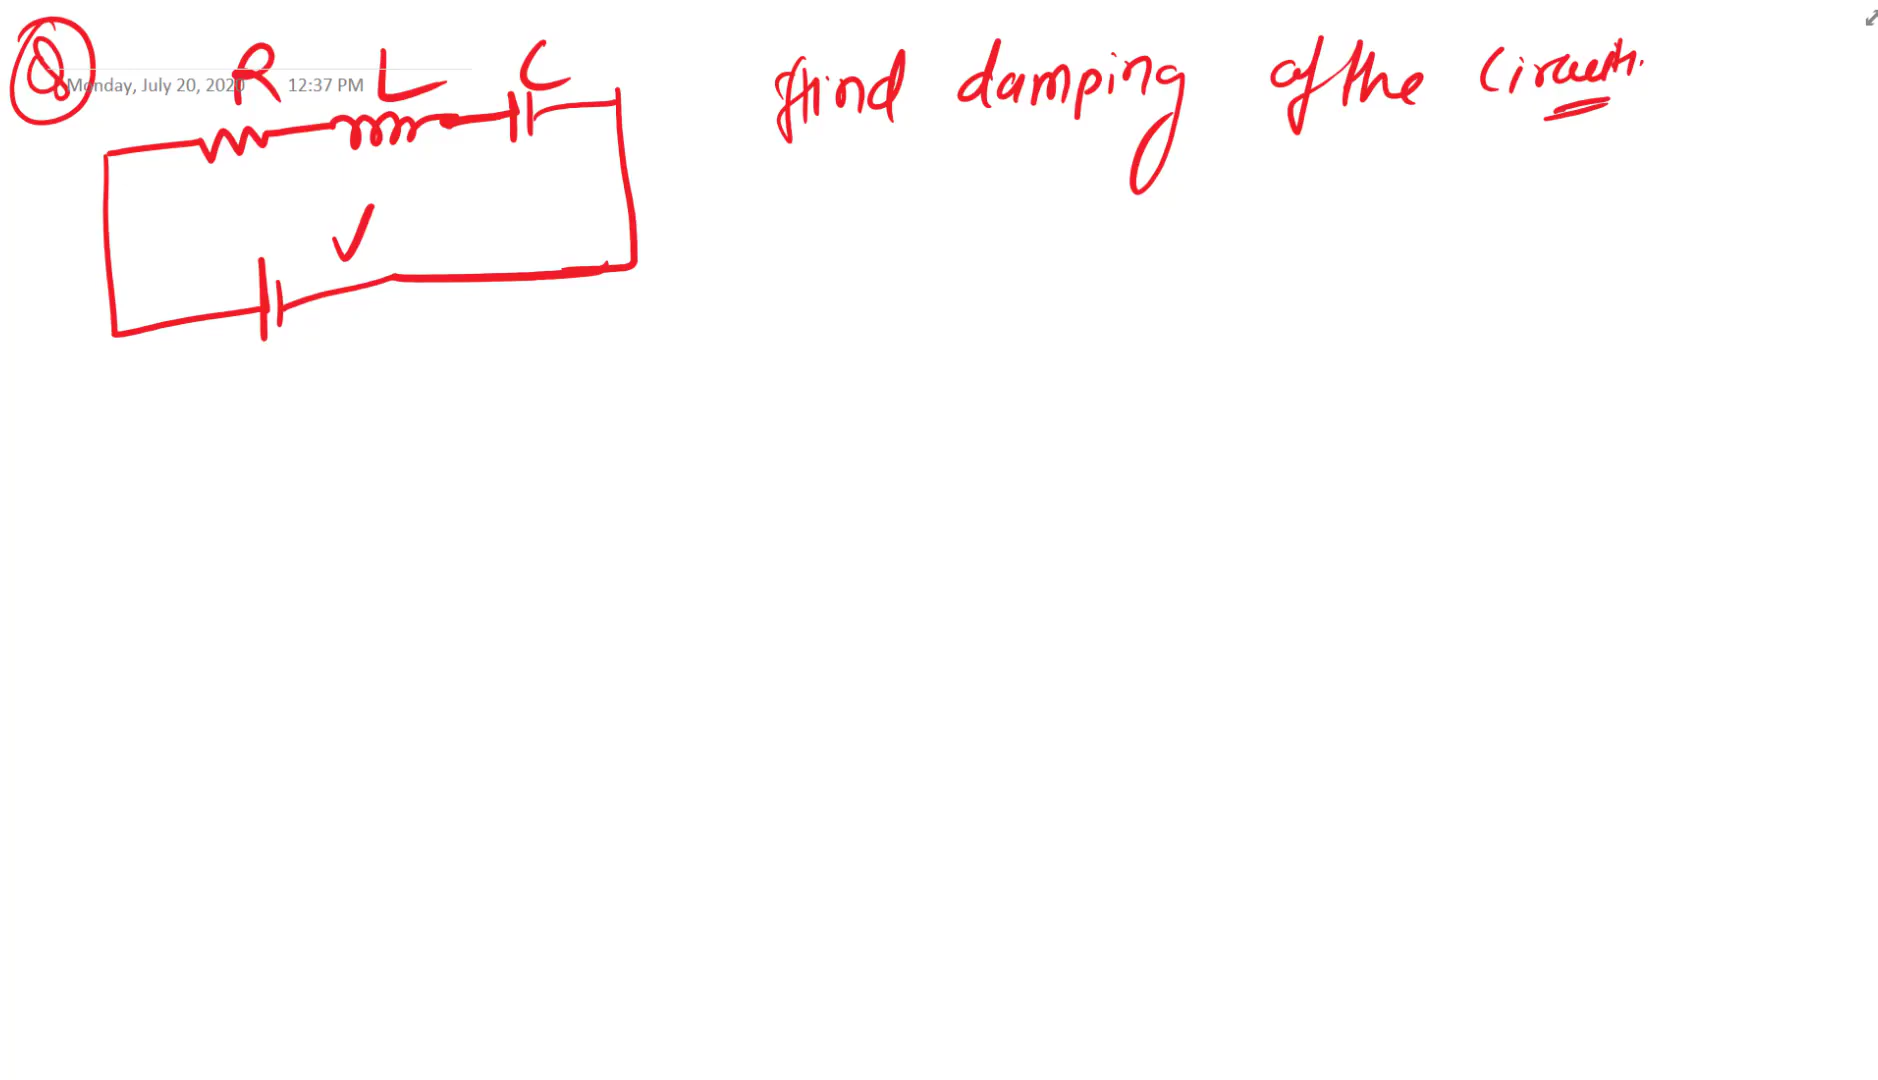 Q R L C find damping of the circuit.
Monday, July 20, 2020 12:37 PM
V